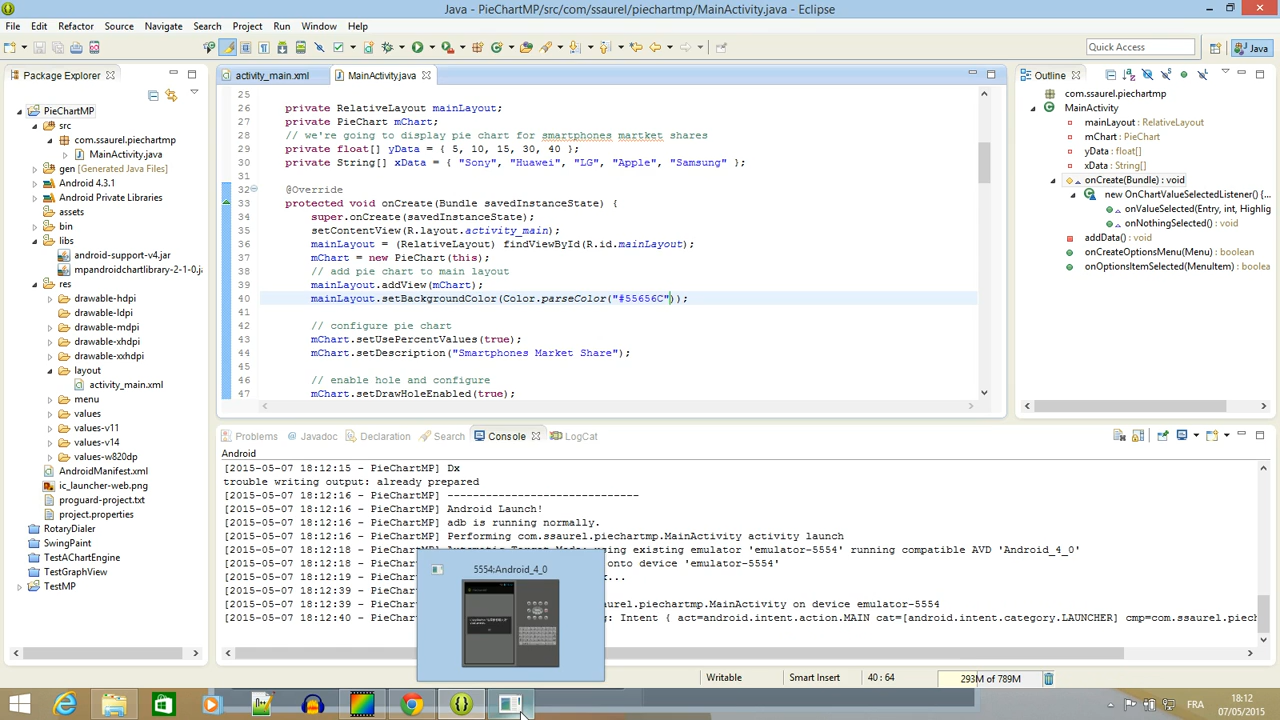 Java - PieChartMP/src/com/ssaurel/piechartmp/MainActivity.java - Eclipse
File Edit Refactor Source Navigate Search Project Run Window Help
Quick Access
Java
Package Explorer
PieChartMP
src
com.ssaurel.piechartmp
MainActivity.java
gen [Generated Java Files]
Android 4.3.1
Android Private Libraries
assets
bin
libs
android-support-v4.jar
mpandroidchartlibrary-2-1-0.ja
res
drawable-hdpi
drawable-ldpi
drawable-mdpi
drawable-xhdpi
drawable-xxhdpi
layout
activity_main.xml
menu
values
values-v11
values-v14
values-w820dp
AndroidManifest.xml
ic_launcher-web.png
proguard-project.txt
project.properties
RotaryDialer
SwingPaint
TestAChartEngine
TestGraphView
TestMP
activity_main.xml MainActivity.java
25
26 private RelativeLayout mainLayout;
27 private PieChart mChart;
28 // we're going to display pie chart for smartphones martket shares
29 private float[] yData = { 5, 10, 15, 30, 40 };
30 private String[] xData = { "Sony", "Huawei", "LG", "Apple", "Samsung" };
31
32 @Override
33 protected void onCreate(Bundle savedInstanceState) {
34 super.onCreate(savedInstanceState);
35 setContentView(R.layout.activity_main);
36 mainLayout = (RelativeLayout) findViewById(R.id.mainLayout);
37 mChart = new PieChart(this);
38 // add pie chart to main layout
39 mainLayout.addView(mChart);
40 mainLayout.setBackgroundColor(Color.parseColor("#55656C"));
41
42 // configure pie chart
43 mChart.setUsePercentValues(true);
44 mChart.setDescription("Smartphones Market Share");
45
46 // enable hole and configure
47 mChart.setDrawHoleEnabled(true);
Outline
com.ssaurel.piechartmp
MainActivity
mainLayout : RelativeLayout
mChart : PieChart
yData : float[]
xData : String[]
onCreate(Bundle) : void
new OnChartValueSelectedListener() {
onValueSelected(Entry, int, Highlig
onNothingSelected() : void
addData() : void
onCreateOptionsMenu(Menu) : boolean
onOptionsItemSelected(MenuItem) : boolea
Problems Javadoc Declaration Search Console LogCat
Android
[2015-05-07 18:12:15 - PieChartMP] Dx
trouble writing output: already prepared
[2015-05-07 18:12:16 - PieChartMP] ------------------------------
[2015-05-07 18:12:16 - PieChartMP] Android Launch!
[2015-05-07 18:12:16 - PieChartMP] adb is running normally.
[2015-05-07 18:12:16 - PieChartMP] Performing com.ssaurel.piechartmp.MainActivity activity launch
[2015-05-07 18:12:18 - PieChartMP] Automatic Target Mode: using existing emulator 'emulator-5554' running compatible AVD 'Android_4_0'
[2015-05-07 18:12:18 onto device 'emulator-5554'
[2015-05-07 18:12:19 ...
[2015-05-07 18:12:39
[2015-05-07 18:12:39 aurel.piechartmp.MainActivity on device emulator-5554
[2015-05-07 18:12:40 g: Intent { act=android.intent.action.MAIN cat=[android.intent.category.LAUNCHER] cmp=com.ssaurel.piech
5554:Android_4_0
Writable Smart Insert 40 : 64 293M of 789M
FRA
18:12
07/05/2015